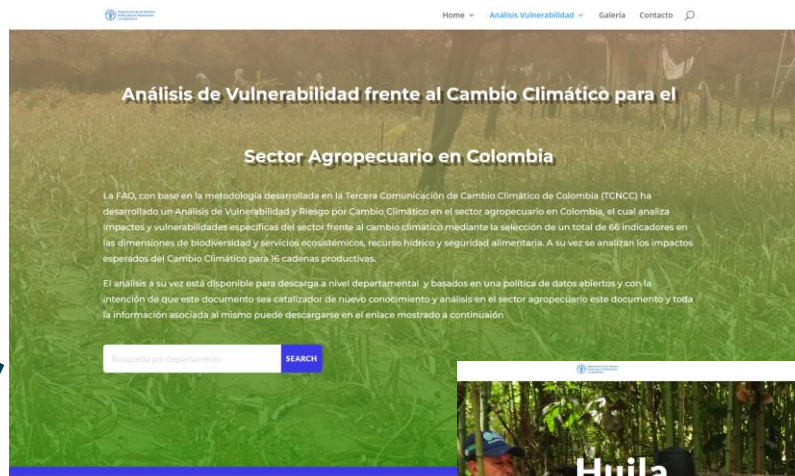 Home Análisis Vulnerabilidad Galería Contacto
Análisis de Vulnerabilidad frente al Cambio Climático para el
Sector Agropecuario en Colombia
La FAO, con base en la metodología desarrollada en la Tercera Comunicación de Cambio Climático de Colombia (TCNCC) ha
desarrollado un Análisis de Vulnerabilidad y Riesgo por Cambio Climático en el sector agropecuario en Colombia, el cual analiza
impactos y vulnerabilidades específicas del sector frente al cambio climático mediante la selección de un total de 66 indicadores en
las dimensiones de biodiversidad y servicios ecosistémicos, recurso hídrico y seguridad alimentaria. A su vez se analizan los impactos
esperados del Cambio Climático para 16 cadenas productivas.
El análisis a su vez está disponible para descarga a nivel departamental y basados en una política de datos abiertos y con la
intención de que este documento sea catalizador de nuevo conocimiento y análisis en el sector agropecuario este documento y toda
la información asociada al mismo puede descargarse en el enlace mostrado a continuaión
Búsqueda por departamento SEARCH
Huila